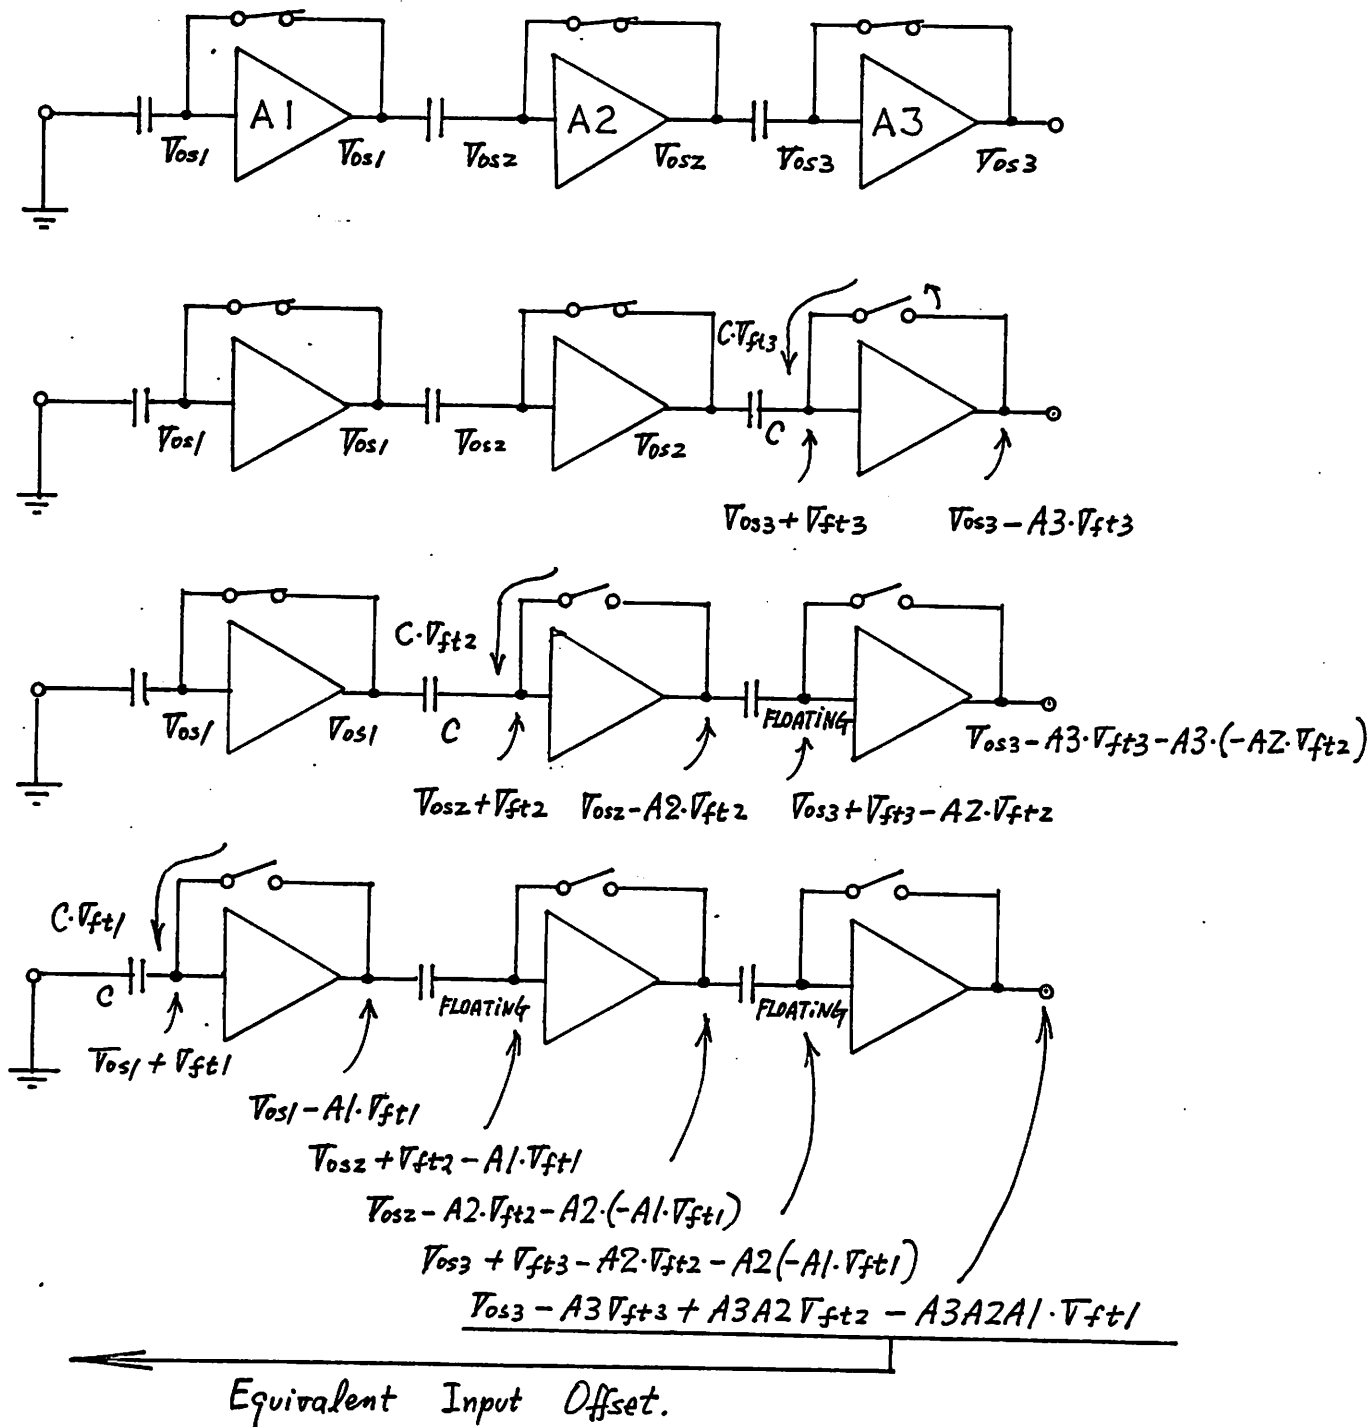 A1 A2 A3
Vos1 Vos1 Vos2 Vos2 Vos3 Vos3
C·Vft3
Vos1 Vos1 Vos2 Vos2 C
Vos3 + Vft3 Vos3 - A3·Vft3
C·Vft2
Vos1 Vos1 C FLOATING Vos3 - A3·Vft3 - A3·(-A2·Vft2)
Vos2 + Vft2 Vos2 - A2·Vft2 Vos3 + Vft3 - A2·Vft2
C·Vft1
C FLOATING FLOATING
Vos1 + Vft1
Vos1 - A1·Vft1
Vos2 + Vft2 - A1·Vft1
Vos2 - A2·Vft2 - A2·(-A1·Vft1)
Vos3 + Vft3 - A2·Vft2 - A2(-A1·Vft1)
Vos3 - A3Vft3 + A3A2Vft2 - A3A2A1·Vft1
Equivalent Input Offset.